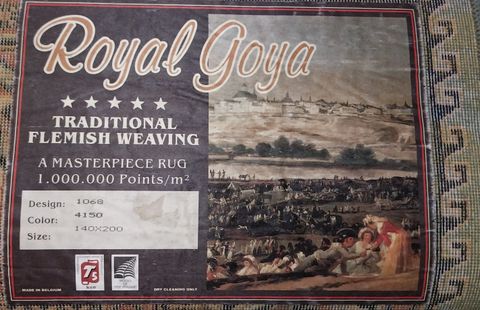 Royal Goya
TRADITIONAL
FLEMISH WEAVING
A MASTERPIECE RUG
1.000.000 Points/m²
Design: 1068
Color: 4150
Size: 140X200
MADE IN BELGIUM
DRY CLEANING ONLY